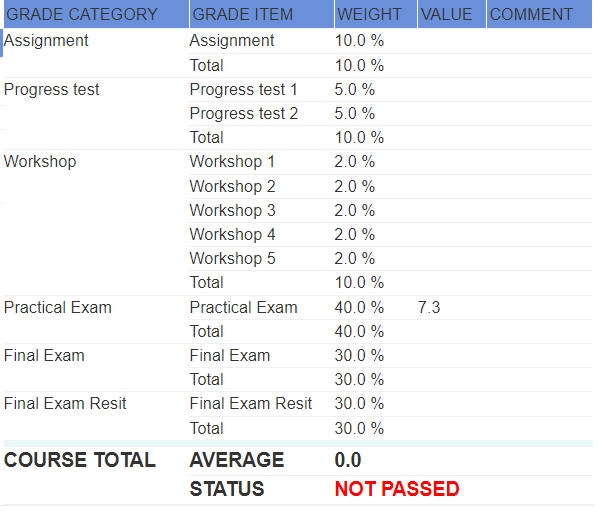 GRADE CATEGORY GRADE ITEM WEIGHT VALUE COMMENT
Assignment Assignment 10.0 %
Total 10.0 %
Progress test Progress test 1 5.0 %
Progress test 2 5.0 %
Total 10.0 %
Workshop Workshop 1 2.0 %
Workshop 2 2.0 %
Workshop 3 2.0 %
Workshop 4 2.0 %
Workshop 5 2.0 %
Total 10.0 %
Practical Exam Practical Exam 40.0 % 7.3
Total 40.0 %
Final Exam Final Exam 30.0 %
Total 30.0 %
Final Exam Resit Final Exam Resit 30.0 %
Total 30.0 %
COURSE TOTAL AVERAGE 0.0
STATUS NOT PASSED